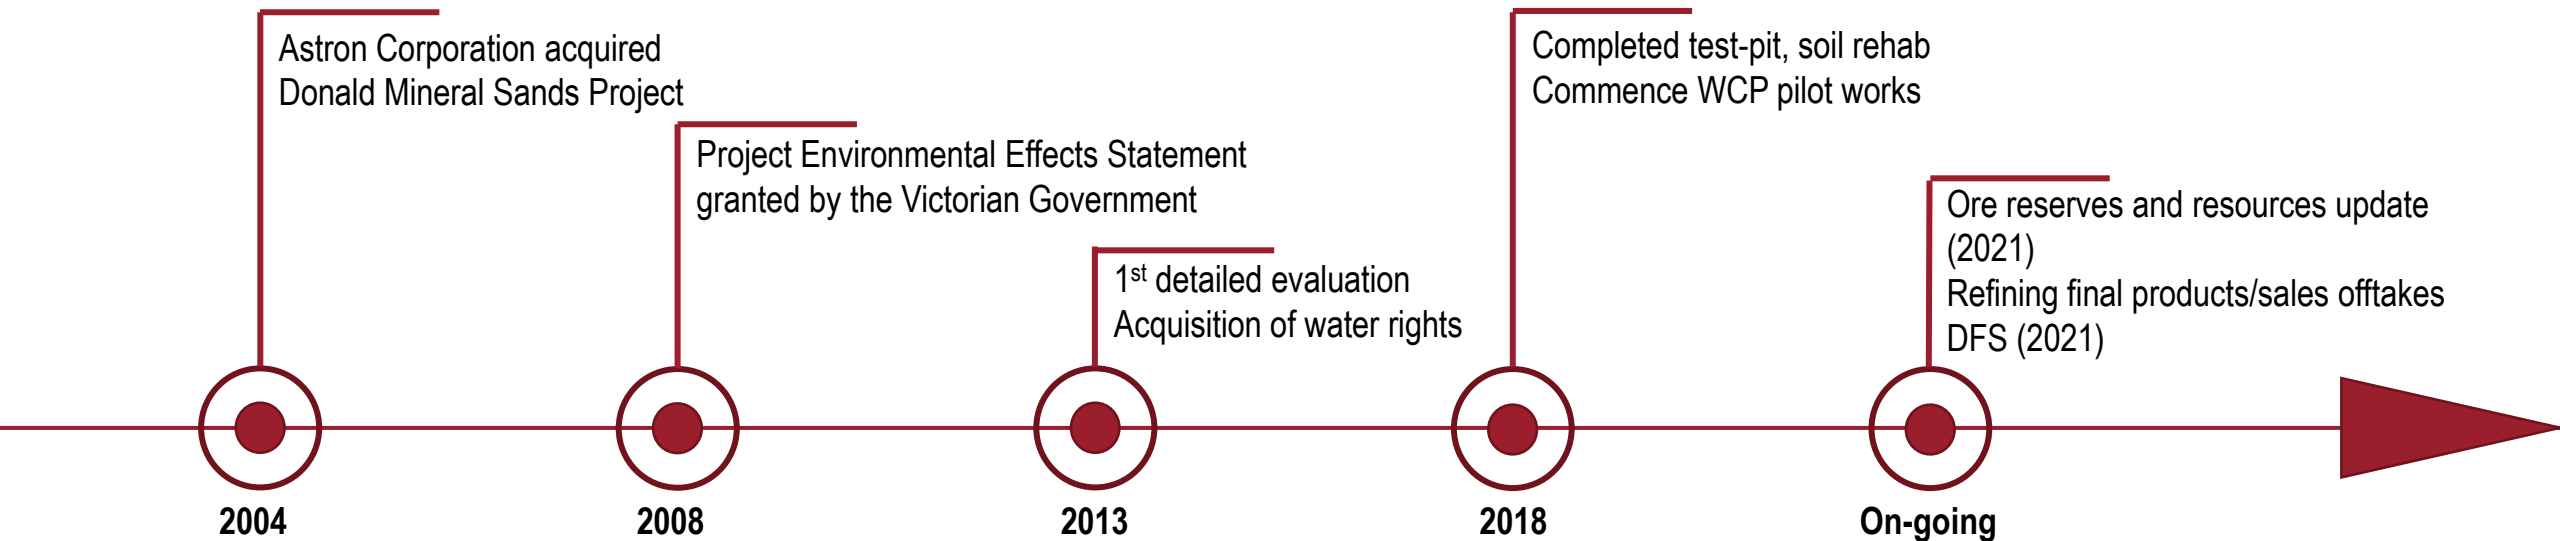 Astron Corporation acquired
Donald Mineral Sands Project
Project Environmental Effects Statement
granted by the Victorian Government
1st detailed evaluation
Acquisition of water rights
Completed test-pit, soil rehab
Commence WCP pilot works
Ore reserves and resources update
(2021)
Refining final products/sales offtakes
DFS (2021)
2004
2008
2013
2018
On-going